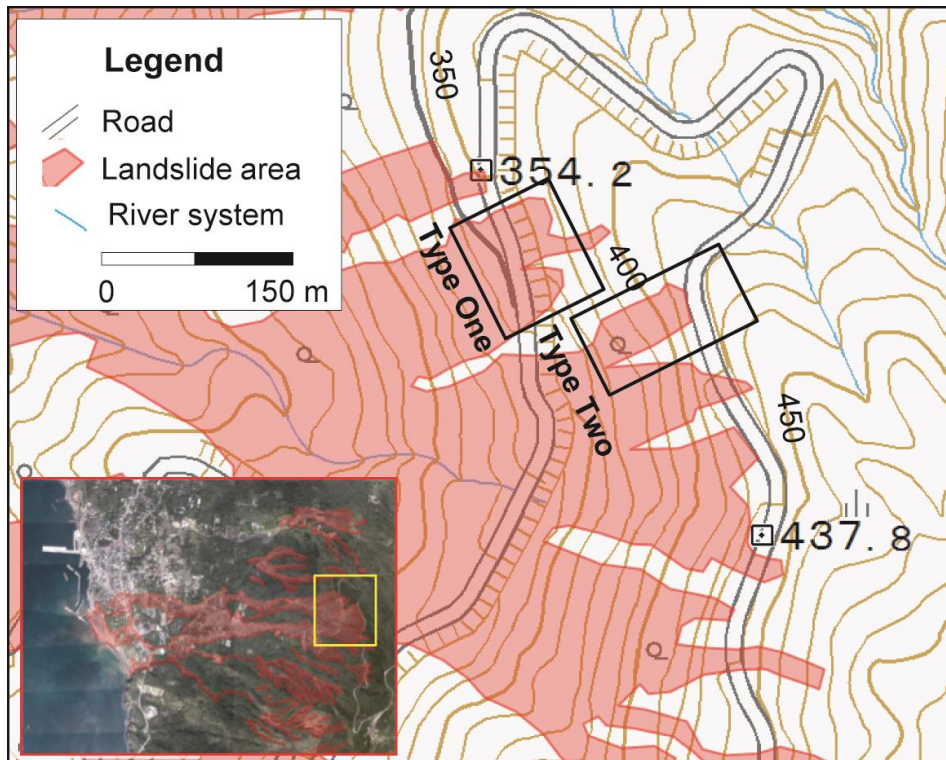 Legend
Road
Landslide area
River system
0 150 m
350
354. 2
400
Type One
Type Two
450
437. 8